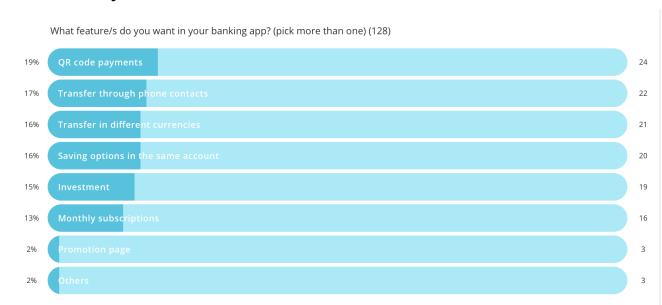 What feature/s do you want in your banking app? (pick more than one) (128)
19% QR code payments 24
17% Transfer through phone contacts 22
16% Transfer in different currencies 21
16% Saving options in the same account 20
15% Investment 19
13% Monthly subscriptions 16
2% Promotion page 3
2% Others 3